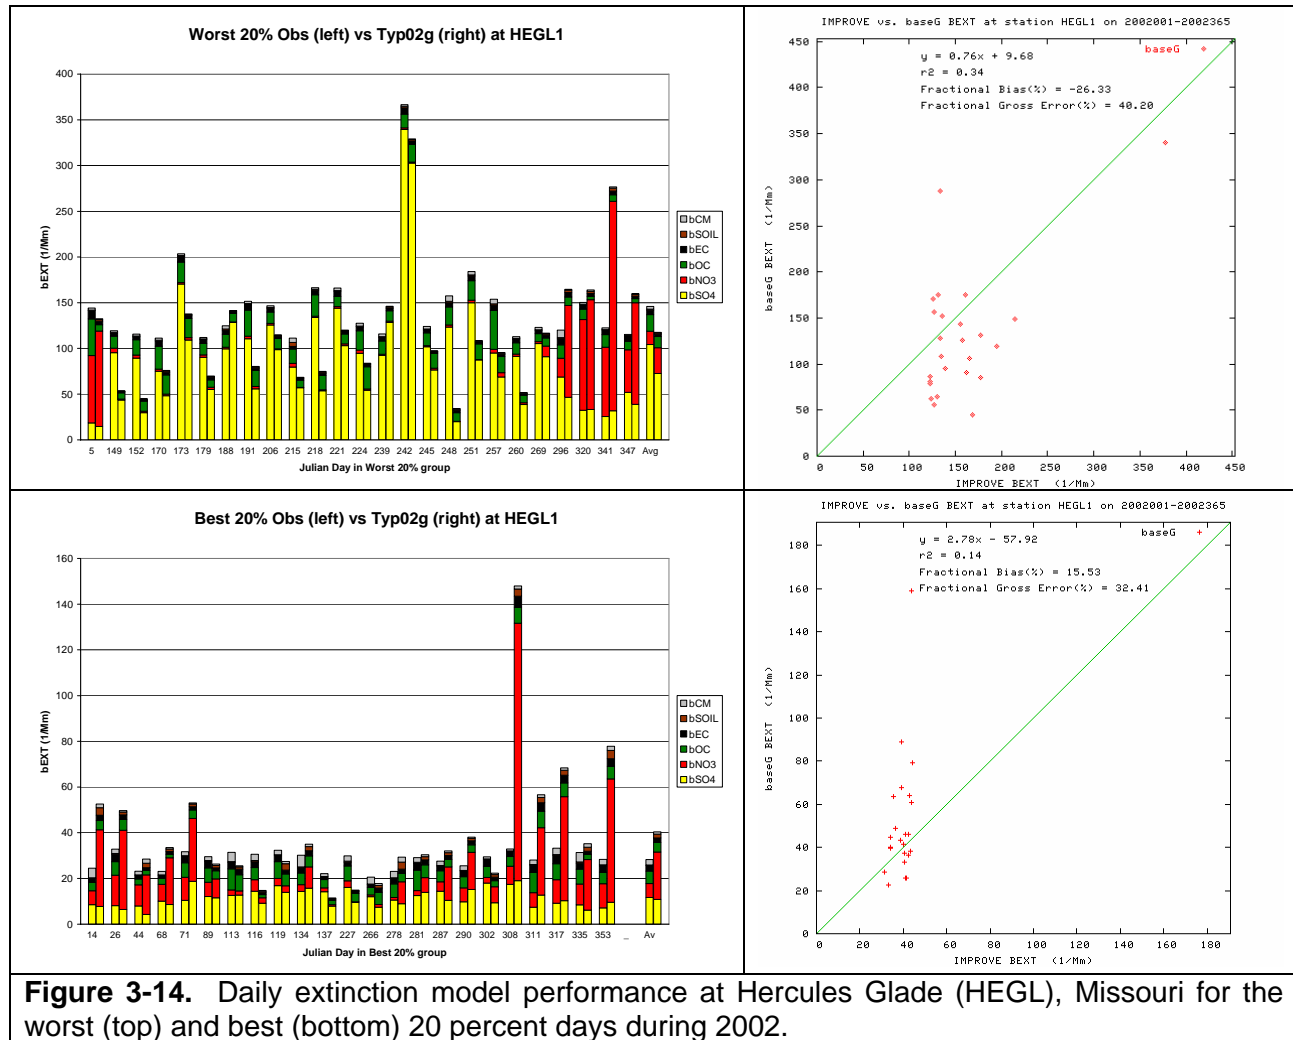 Worst 20% Obs (left) vs Typ02g (right) at HEGL1
bEXT (1/Mm)
400
350
300
250
200
150
100
50
0
bCM
bSOIL
bEC
bOC
bNO3
bSO4
5 149 152 170 173 179 188 191 206 215 218 221 224 239 242 245 248 251 257 260 269 296 320 341 347 Avg
Julian Day in Worst 20% group
IMPROVE vs. baseG BEXT at station HEGL1 on 2002001-2002365
baseG
y = 0.76x + 9.68
r2 = 0.34
Fractional Bias(%) = -26.33
Fractional Gross Error(%) = 40.20
baseG BEXT (1/Mm)
450
400
350
300
250
200
150
100
50
0
0 50 100 150 200 250 300 350 400 450
IMPROVE BEXT (1/Mm)
Best 20% Obs (left) vs Typ02g (right) at HEGL1
bEXT (1/Mm)
160
140
120
100
80
60
40
20
0
bCM
bSOIL
bEC
bOC
bNO3
bSO4
14 26 44 68 71 89 113 116 119 134 137 227 266 278 281 287 290 302 308 311 317 335 353 _ Av
Julian Day in Best 20% group
IMPROVE vs. baseG BEXT at station HEGL1 on 2002001-2002365
baseG
y = 2.78x - 57.92
r2 = 0.14
Fractional Bias(%) = 15.53
Fractional Gross Error(%) = 32.41
baseG BEXT (1/Mm)
180
160
140
120
100
80
60
40
20
0
0 20 40 60 80 100 120 140 160 180
IMPROVE BEXT (1/Mm)
Figure 3-14. Daily extinction model performance at Hercules Glade (HEGL), Missouri for the
worst (top) and best (bottom) 20 percent days during 2002.